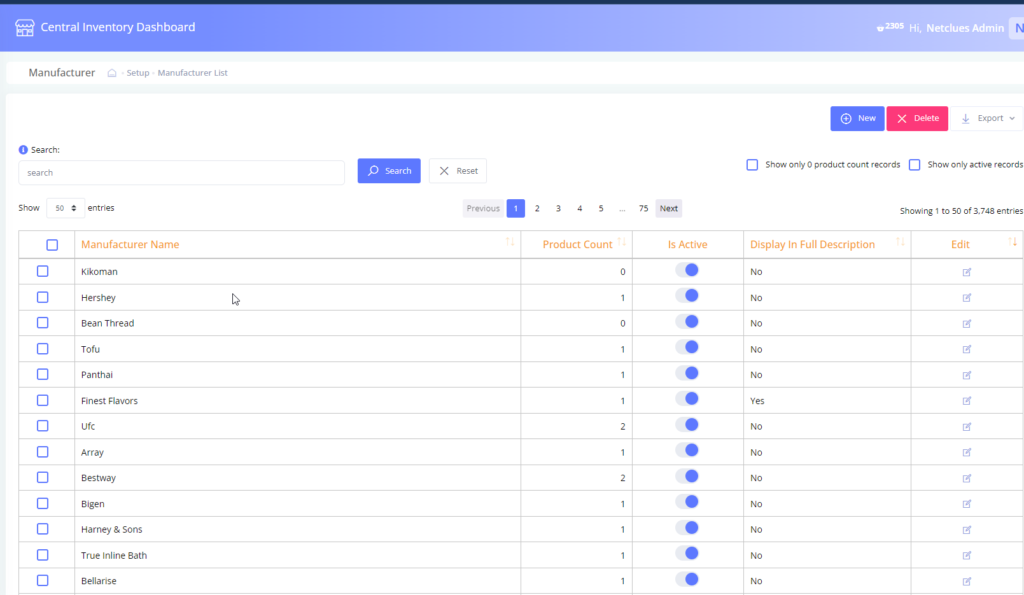 Central Inventory Dashboard
2305 Hi, Netclues Admin N
Manufacturer Setup Manufacturer List
New Delete Export
Search:
search Search Reset
Show only 0 product count records Show only active records
Show 50 entries
Previous 1 2 3 4 5 ... 75 Next
Showing 1 to 50 of 3,748 entries
Manufacturer Name Product Count Is Active Display In Full Description Edit
Kikoman 0 No
Hershey 1 No
Bean Thread 0 No
Tofu 1 No
Panthai 1 No
Finest Flavors 1 Yes
Ufc 2 No
Array 1 No
Bestway 2 No
Bigen 1 No
Harney & Sons 1 No
True Inline Bath 1 No
Bellarise 1 No